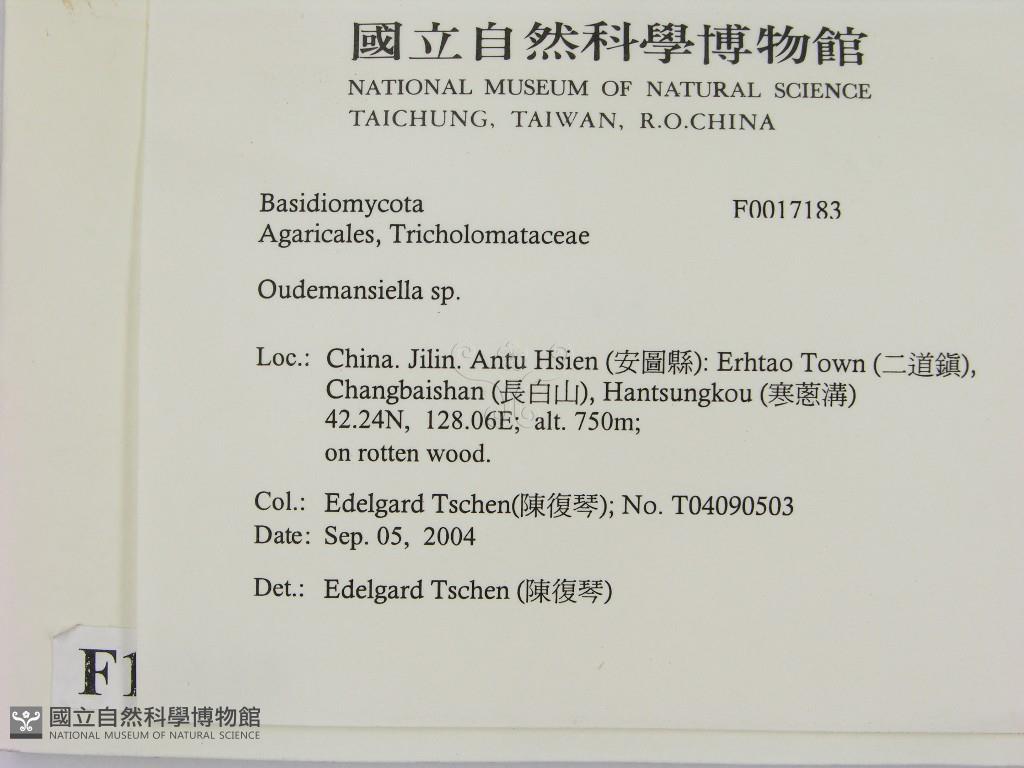 國立自然科學博物館
NATIONAL MUSEUM OF NATURAL SCIENCE
TAICHUNG, TAIWAN, R.O.CHINA
Basidiomycota F0017183
Agaricales, Tricholomataceae
Oudemansiella sp.
Loc.: China. Jilin. Antu Hsien (安圖縣): Erhtao Town (二道鎭),
Changbaishan (長白山), Hantsungkou (寒蔥溝)
42.24N, 128.06E; alt. 750m;
on rotten wood.
Col.: Edelgard Tschen(陳復琴); No. T04090503
Date: Sep. 05, 2004
Det.: Edelgard Tschen (陳復琴)
F1
國立自然科學博物館
NATIONAL MUSEUM OF NATURAL SCIENCE